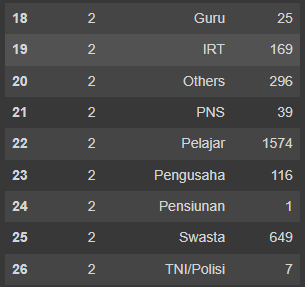 18 2 Guru 25
19 2 IRT 169
20 2 Others 296
21 2 PNS 39
22 2 Pelajar 1574
23 2 Pengusaha 116
24 2 Pensiunan 1
25 2 Swasta 649
26 2 TNI/Polisi 7